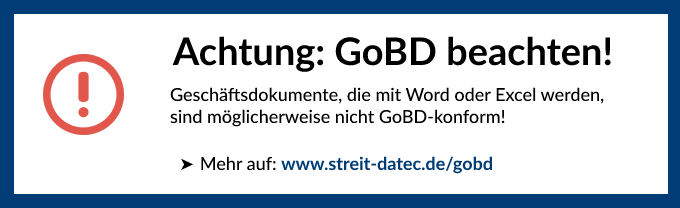 Achtung: GoBD beachten!
Geschäftsdokumente, die mit Word oder Excel werden,
sind möglicherweise nicht GoBD-konform!
➤ Mehr auf: www.streit-datec.de/gobd